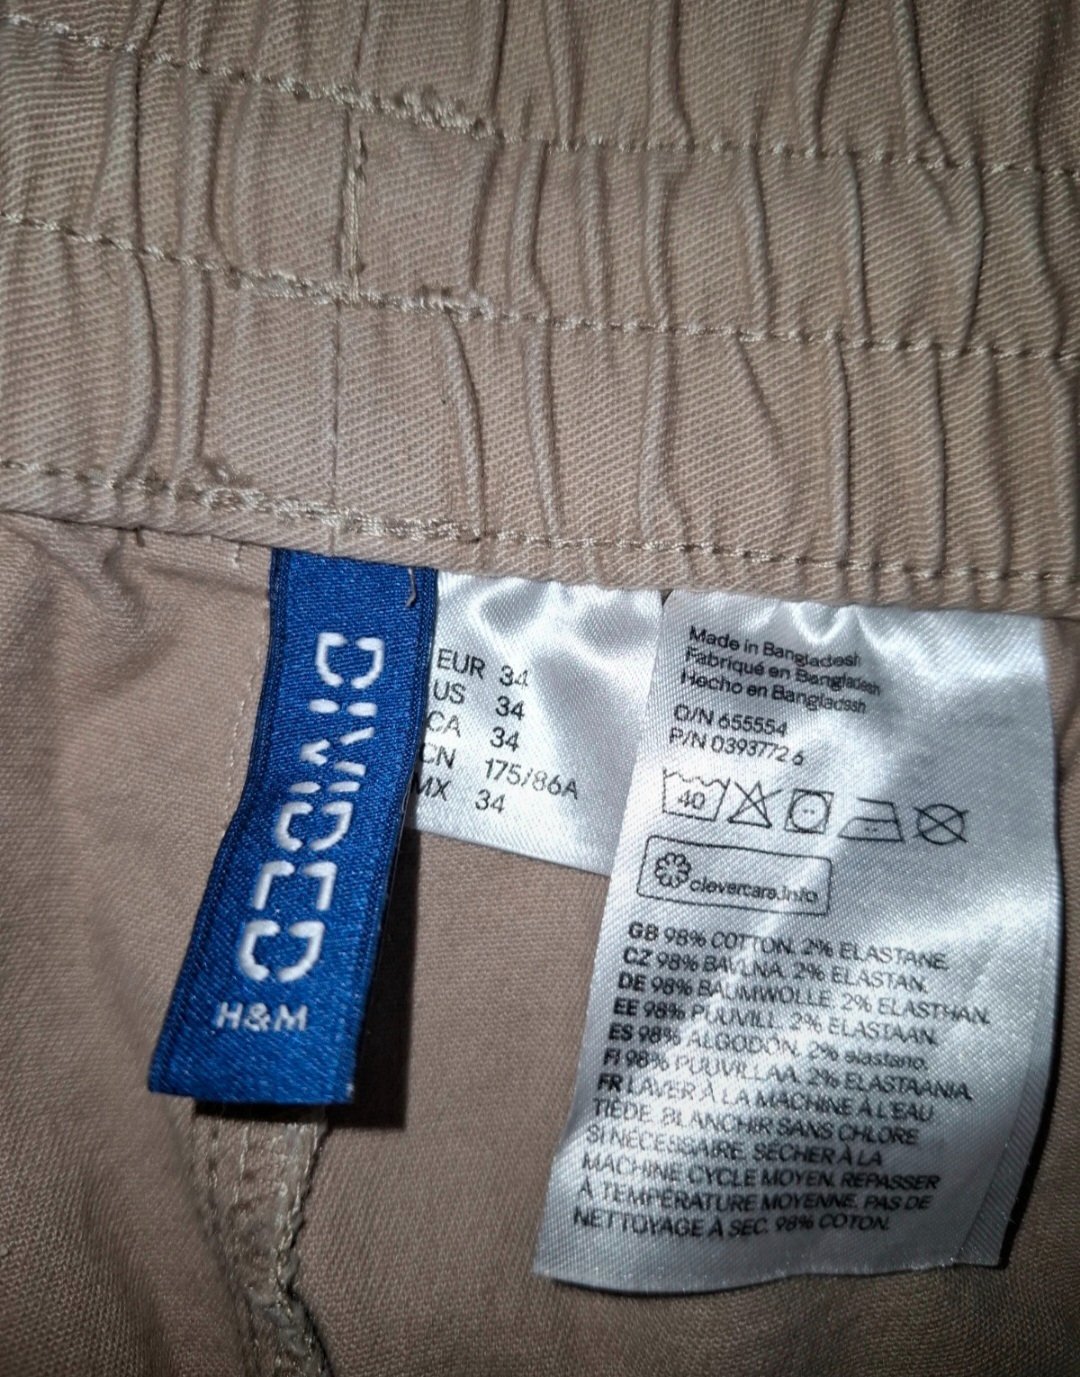 DIVIDED
H&M
EUR 34
US 34
CA 34
CN 175/86A
MX 34
Made in Bangladesh
Fabriqué en Bangladesh
Hecho en Bangladesh
O/N 655554
P/N 0393772 6
40
clevercare.info
GB 98% COTTON. 2% ELASTANE.
CZ 98% BAVLNA. 2% ELASTAN.
DE 98% BAUMWOLLE. 2% ELASTHAN.
EE 98% PUUVILL. 2% ELASTAAN.
ES 98% ALGODON. 2% elastano.
FI 98% PUUVILLAA. 2% ELASTAANIA.
FR LAVER À LA MACHINE À L'EAU
TIÈDE. BLANCHIR SANS CHLORE
SI NÉCESSAIRE. SÉCHER À LA
MACHINE CYCLE MOYEN. REPASSER
À TEMPÉRATURE MOYENNE. PAS DE
NETTOYAGE À SEC. 98% COTON.